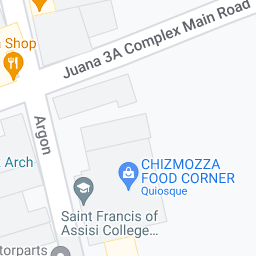 Shop
Juana 3A Complex Main Road
Argon
Arch
CHIZMOZZA
FOOD CORNER
Quiosque
Saint Francis of
Assisi College...
torparts